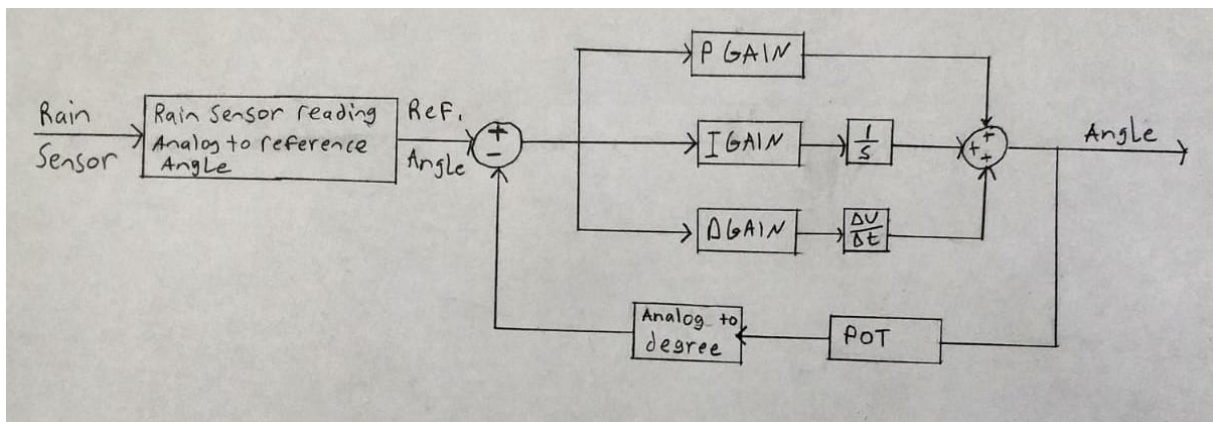 Rain
Sensor
Rain Sensor reading
Analog to reference
Angle
Ref.
Angle
+
-
P GAIN
I GAIN
1
S
D GAIN
ΔU
Δt
+
+
+
Angle
Analog to
degree
POT